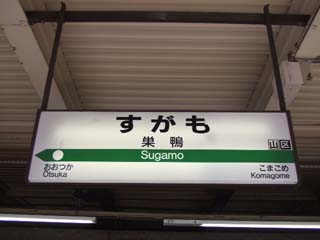 すがも
巣鴨
山区
Sugamo
おおつか
Otsuka
こまごめ
Komagome